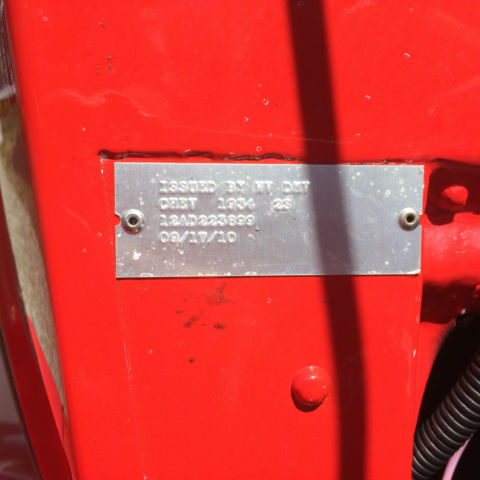 ISSUED BY NV DMV
CHEV 1934 2S
12AD223899
09/17/10